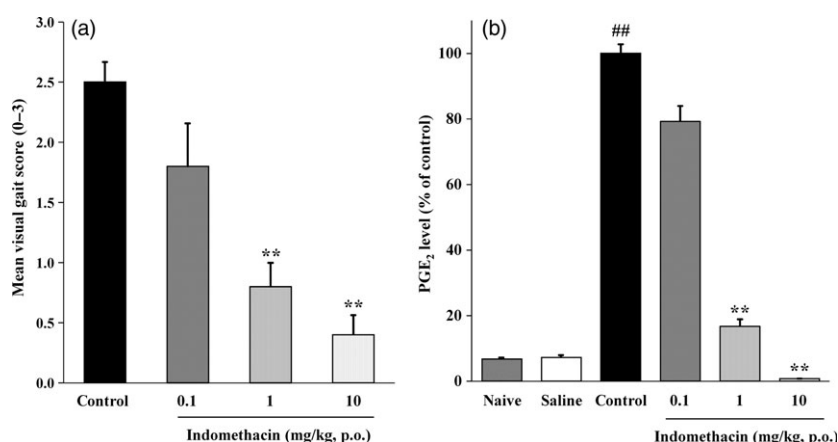 (a)
Mean visual gait score (0–3)
3.0
2.5
2.0
1.5
1.0
0.5
0.0
**
**
Control 0.1 1 10
Indomethacin (mg/kg, p.o.)
(b)
PGE₂ level (% of control)
100
80
60
40
20
0
##
**
**
Naive Saline Control 0.1 1 10
Indomethacin (mg/kg, p.o.)